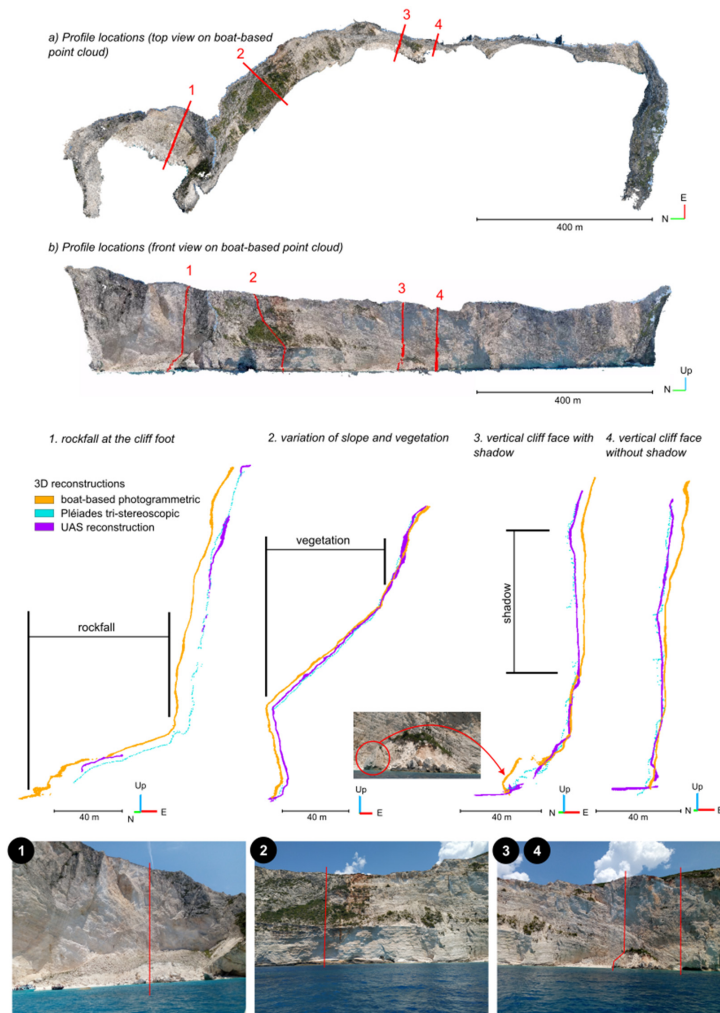 a) Profile locations (top view on boat-based
point cloud)
1
2
3
4
E
N
400 m
b) Profile locations (front view on boat-based point cloud)
1
2
3
4
Up
N
400 m
1. rockfall at the cliff foot
2. variation of slope and vegetation
3. vertical cliff face with
shadow
4. vertical cliff face
without shadow
3D reconstructions
boat-based photogrammetric
Pléiades tri-stereoscopic
UAS reconstruction
rockfall
vegetation
shadow
Up
N
E
40 m
Up
E
40 m
Up
N
E
40 m
Up
N
E
40 m
1
2
3
4